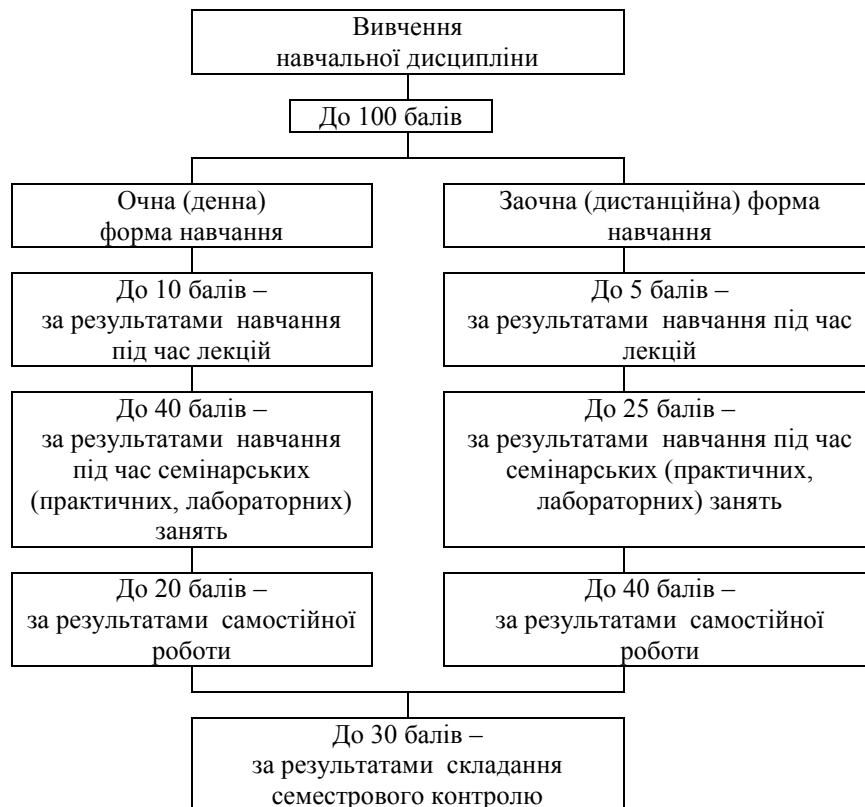 Вивчення
навчальної дисципліни
До 100 балів
Очна (денна)
форма навчання
Заочна (дистанційна) форма
навчання
До 10 балів –
за результатами навчання
під час лекцій
До 5 балів –
за результатами навчання під час
лекцій
До 40 балів –
за результатами навчання
під час семінарських
(практичних, лабораторних)
занять
До 25 балів –
за результатами навчання під час
семінарських (практичних,
лабораторних) занять
До 20 балів –
за результатами самостійної
роботи
До 40 балів –
за результатами самостійної
роботи
До 30 балів –
за результатами складання
семестрового контролю